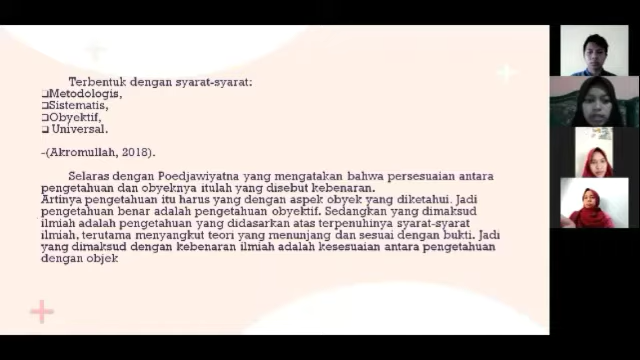 Terbentuk dengan syarat-syarat:
❑Metodologis,
❑Sistematis,
❑Obyektif,
❑ Universal.
-(Akromullah, 2018).
Selaras dengan Poedjawiyatna yang mengatakan bahwa persesuaian antara
pengetahuan dan obyeknya itulah yang disebut kebenaran.
Artinya pengetahuan itu harus yang dengan aspek obyek yang diketahui. Jadi
pengetahuan benar adalah pengetahuan obyektif. Sedangkan yang dimaksud
ilmiah adalah pengetahuan yang didasarkan atas terpenuhinya syarat-syarat
ilmiah, terutama menyangkut teori yang menunjang dan sesuai dengan bukti. Jadi
yang dimaksud dengan kebenaran ilmiah adalah kesesuaian antara pengetahuan
dengan objek